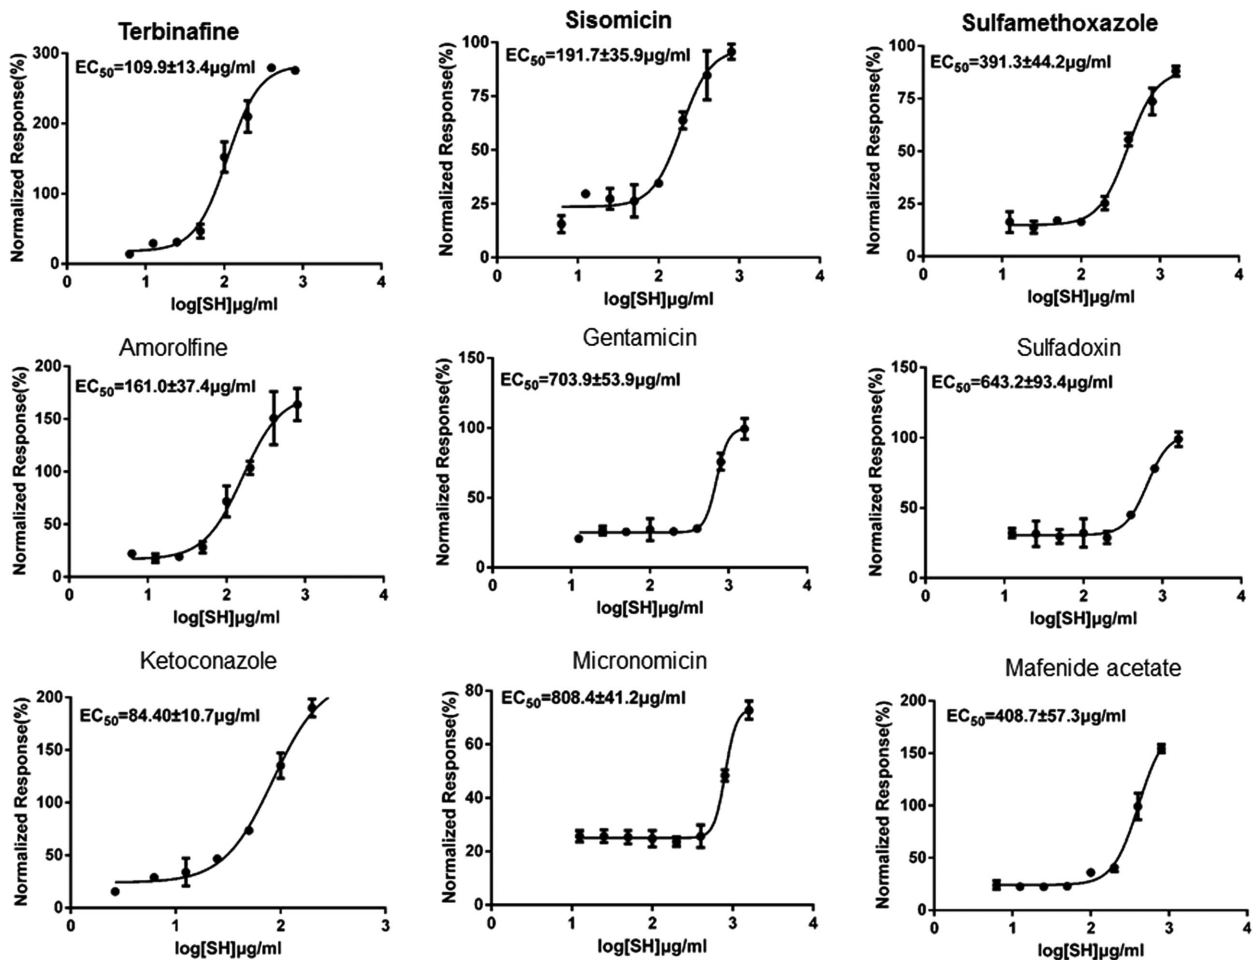 Terbinafine
EC50=109.9±13.4µg/ml
Normalized Response(%)
300
200
100
0
0 1 2 3 4
log[SH]µg/ml
Sisomicin
EC50=191.7±35.9µg/ml
Normalized Response(%)
100
75
50
25
0
0 1 2 3 4
log[SH]µg/ml
Sulfamethoxazole
EC50=391.3±44.2µg/ml
Normalized Response(%)
100
75
50
25
0
0 1 2 3 4
log[SH]µg/ml
Amorolfine
EC50=161.0±37.4µg/ml
Normalized Response(%)
200
150
100
50
0
0 1 2 3 4
log[SH]µg/ml
Gentamicin
EC50=703.9±53.9µg/ml
Normalized Response(%)
150
100
50
0
0 1 2 3 4
log[SH]µg/ml
Sulfadoxin
EC50=643.2±93.4µg/ml
Normalized Response(%)
150
100
50
0
0 1 2 3 4
log[SH]µg/ml
Ketoconazole
EC50=84.40±10.7µg/ml
Normalized Response(%)
200
150
100
50
0
0 1 2 3
log[SH]µg/ml
Micronomicin
EC50=808.4±41.2µg/ml
Normalized Response(%)
80
60
40
20
0
0 1 2 3 4
log[SH]µg/ml
Mafenide acetate
EC50=408.7±57.3µg/ml
Normalized Response(%)
200
150
100
50
0
0 1 2 3 4
log[SH]µg/ml